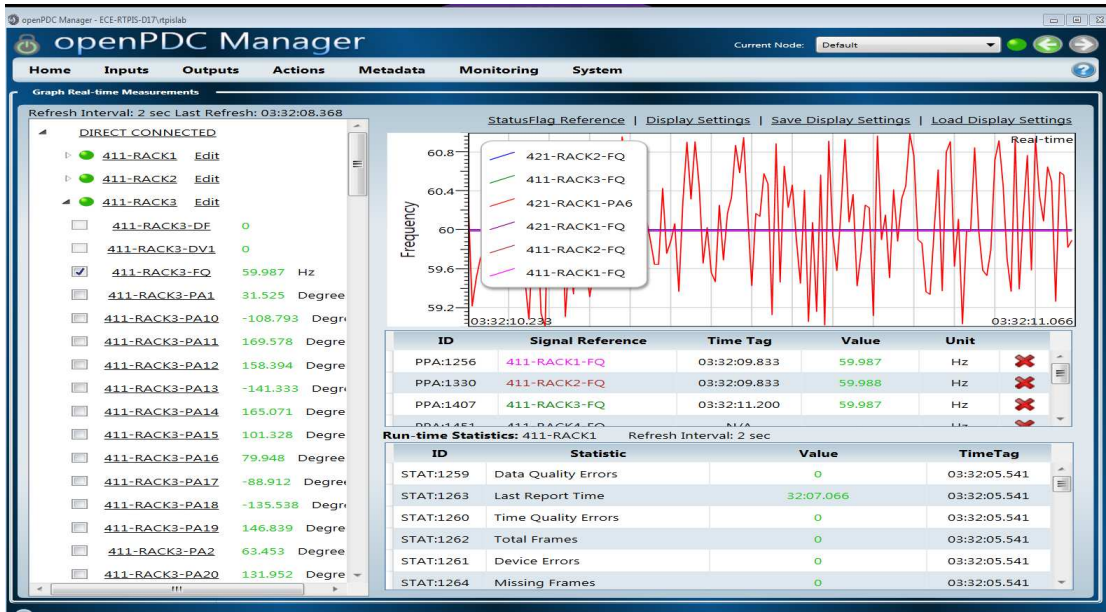 openPDC Manager - ECE-RTPIS-D17\rtpislab
openPDC Manager
Current Node: Default
Home Inputs Outputs Actions Metadata Monitoring System
Graph Real-time Measurements
Refresh Interval: 2 sec Last Refresh: 03:32:08.368
DIRECT CONNECTED
411-RACK1 Edit
411-RACK2 Edit
411-RACK3 Edit
411-RACK3-DF 0
411-RACK3-DV1 0
411-RACK3-FQ 59.987 Hz
411-RACK3-PA1 31.525 Degree
411-RACK3-PA10 -108.793 Degr
411-RACK3-PA11 169.578 Degre
411-RACK3-PA12 158.394 Degre
411-RACK3-PA13 -141.333 Degr
411-RACK3-PA14 165.071 Degre
411-RACK3-PA15 101.328 Degre
411-RACK3-PA16 79.948 Degree
411-RACK3-PA17 -88.912 Degre
411-RACK3-PA18 -135.538 Degr
411-RACK3-PA19 146.839 Degre
411-RACK3-PA2 63.453 Degree
411-RACK3-PA20 131.952 Degre
StatusFlag Reference | Display Settings | Save Display Settings | Load Display Settings
Real-time
Frequency
60.8
60.4
60
59.6
59.2
421-RACK2-FQ
411-RACK3-FQ
421-RACK1-PA6
421-RACK1-FQ
411-RACK2-FQ
411-RACK1-FQ
03:32:10.233 03:32:11.066
ID Signal Reference Time Tag Value Unit
PPA:1256 411-RACK1-FQ 03:32:09.833 59.987 Hz
PPA:1330 411-RACK2-FQ 03:32:09.833 59.988 Hz
PPA:1407 411-RACK3-FQ 03:32:11.200 59.987 Hz
PPA:1451 411-RACK4-FQ N/A Hz
Run-time Statistics: 411-RACK1 Refresh Interval: 2 sec
ID Statistic Value TimeTag
STAT:1259 Data Quality Errors 0 03:32:05.541
STAT:1263 Last Report Time 32:07.066 03:32:05.541
STAT:1260 Time Quality Errors 0 03:32:05.541
STAT:1262 Total Frames 0 03:32:05.541
STAT:1261 Device Errors 0 03:32:05.541
STAT:1264 Missing Frames 0 03:32:05.541